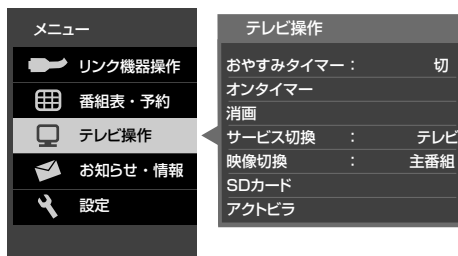 メニュー
リンク機器操作
番組表・予約
テレビ操作
お知らせ・情報
設定
テレビ操作
おやすみタイマー： 切
オンタイマー
消画
サービス切換 ： テレビ
映像切換 ： 主番組
SDカード
アクトビラ